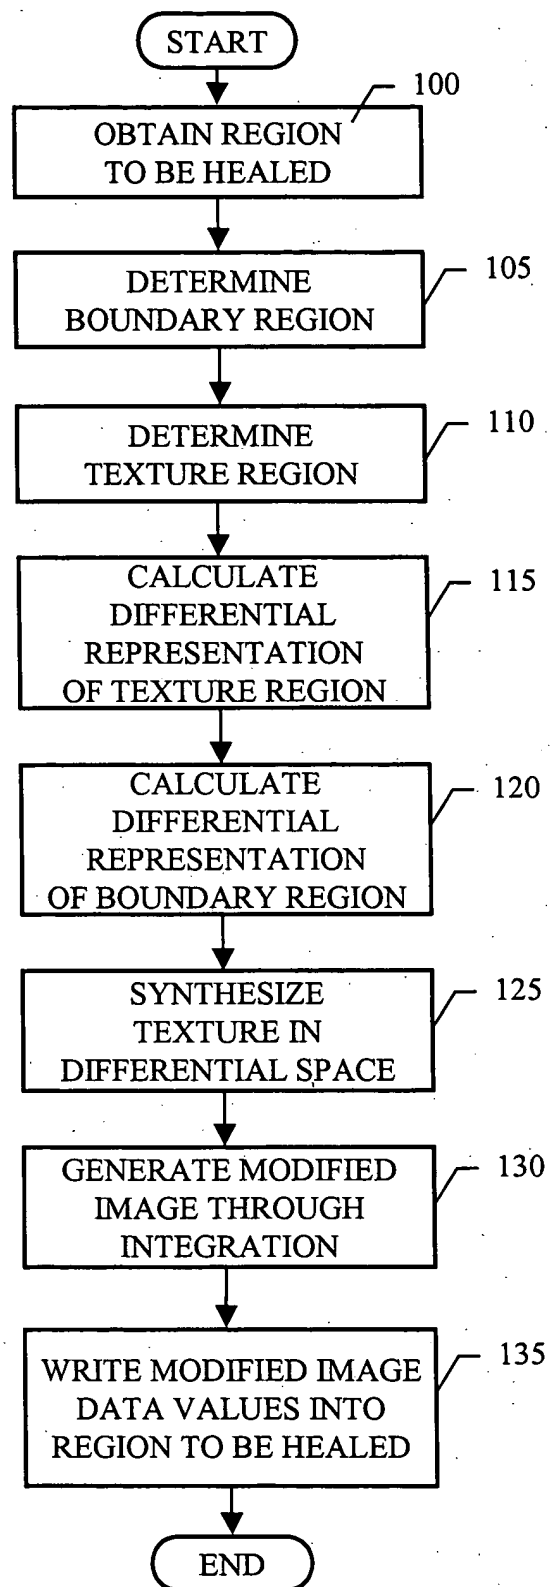 START
100
OBTAIN REGION
TO BE HEALED
105
DETERMINE
BOUNDARY REGION
110
DETERMINE
TEXTURE REGION
115
CALCULATE
DIFFERENTIAL
REPRESENTATION
OF TEXTURE REGION
120
CALCULATE
DIFFERENTIAL
REPRESENTATION
OF BOUNDARY REGION
125
SYNTHESIZE
TEXTURE IN
DIFFERENTIAL SPACE
130
GENERATE MODIFIED
IMAGE THROUGH
INTEGRATION
135
WRITE MODIFIED IMAGE
DATA VALUES INTO
REGION TO BE HEALED
END